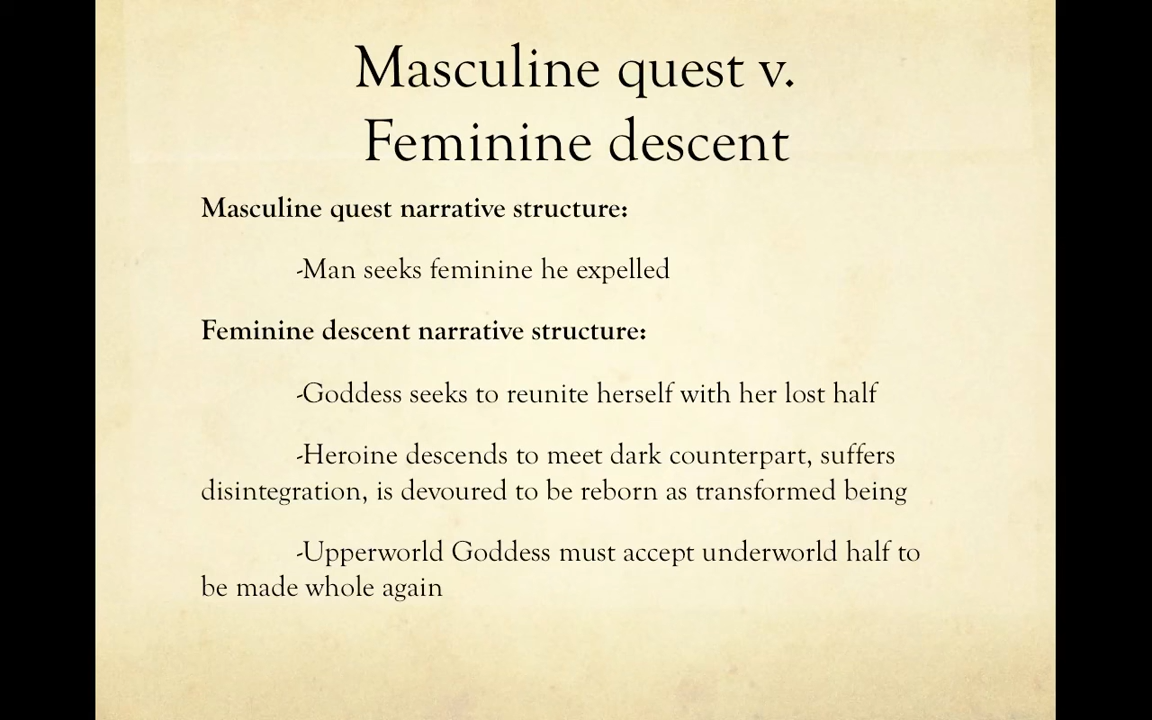 Masculine quest v.
Feminine descent
Masculine quest narrative structure:
-Man seeks feminine he expelled
Feminine descent narrative structure:
-Goddess seeks to reunite herself with her lost half
-Heroine descends to meet dark counterpart, suffers
disintegration, is devoured to be reborn as transformed being
-Upperworld Goddess must accept underworld half to
be made whole again